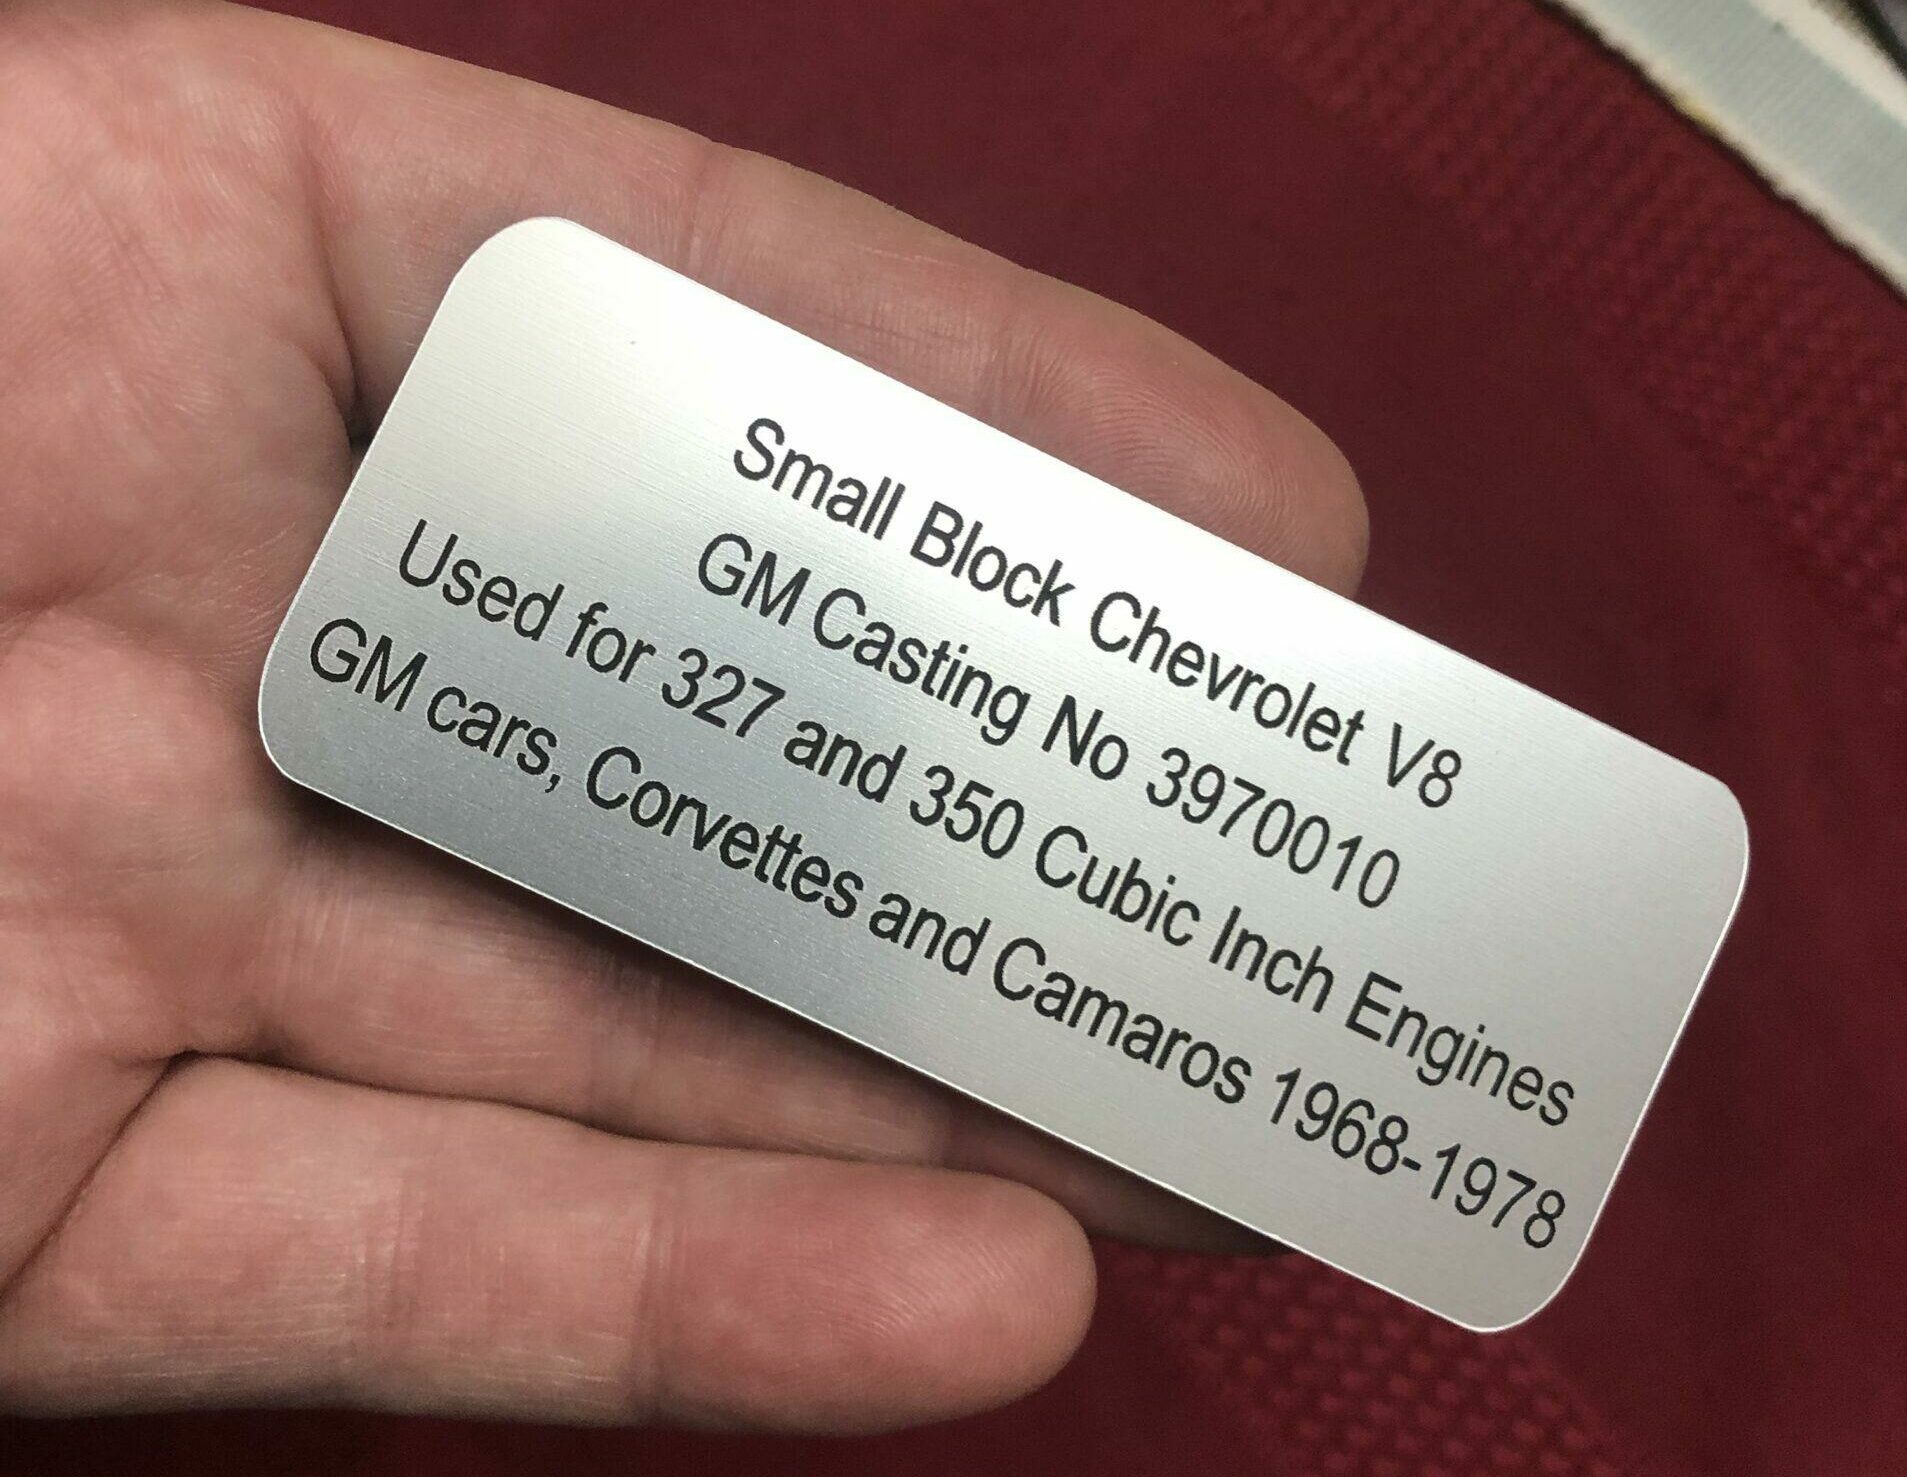 Small Block Chevrolet V8
GM Casting No 3970010
Used for 327 and 350 Cubic Inch Engines
GM cars, Corvettes and Camaros 1968-1978